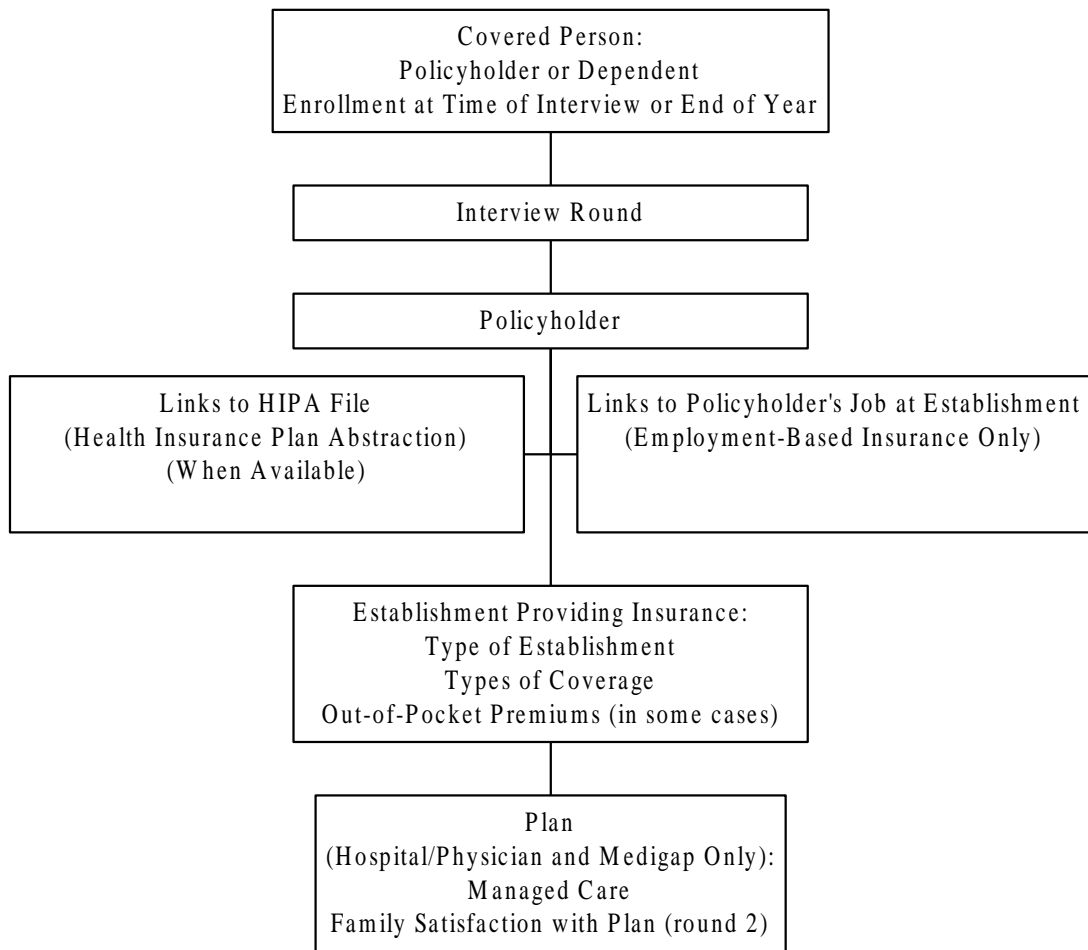 Covered Person:
Policyholder or Dependent
Enrollment at Time of Interview or End of Year
Interview Round
Policyholder
Links to HIPA File
(Health Insurance Plan Abstraction)
(When Available)
Links to Policyholder's Job at Establishment
(Employment-Based Insurance Only)
Establishment Providing Insurance:
Type of Establishment
Types of Coverage
Out-of-Pocket Premiums (in some cases)
Plan
(Hospital/Physician and Medigap Only):
Managed Care
Family Satisfaction with Plan (round 2)